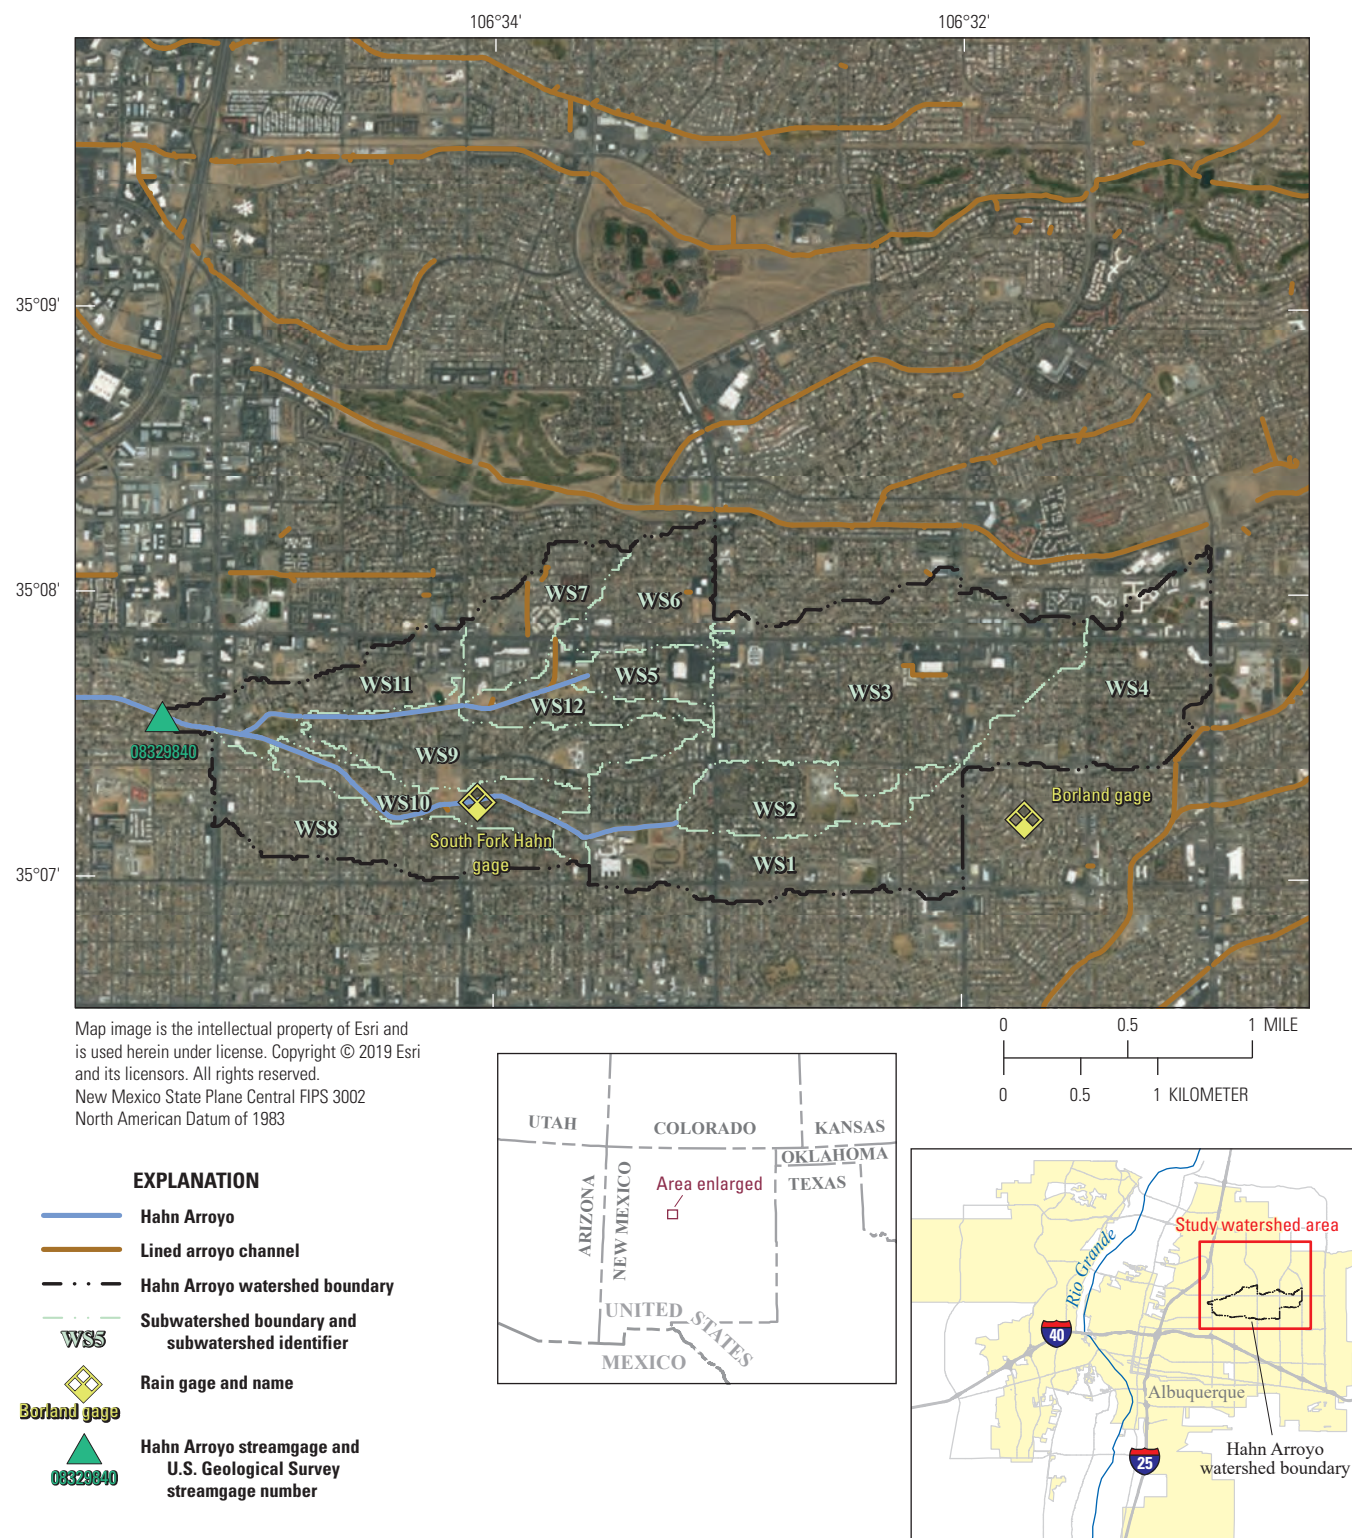 106°34'
106°32'
35°09'
35°08'
35°07'
WS7
WS6
WS5
WS11
WS12
WS3
WS4
WS9
WS10
WS8
WS2
WS1
08329840
South Fork Hahn
gage
Borland gage
Map image is the intellectual property of Esri and
is used herein under license. Copyright © 2019 Esri
and its licensors. All rights reserved.
New Mexico State Plane Central FIPS 3002
North American Datum of 1983
0 0.5 1 MILE
0 0.5 1 KILOMETER
EXPLANATION
Hahn Arroyo
Lined arroyo channel
Hahn Arroyo watershed boundary
Subwatershed boundary and
subwatershed identifier
WS5
Rain gage and name
Borland gage
Hahn Arroyo streamgage and
U.S. Geological Survey
streamgage number
08329840
UTAH
COLORADO
KANSAS
OKLAHOMA
TEXAS
ARIZONA
NEW MEXICO
Area enlarged
UNITED STATES
MEXICO
Study watershed area
Rio Grande
40
Albuquerque
25
Hahn Arroyo
watershed boundary